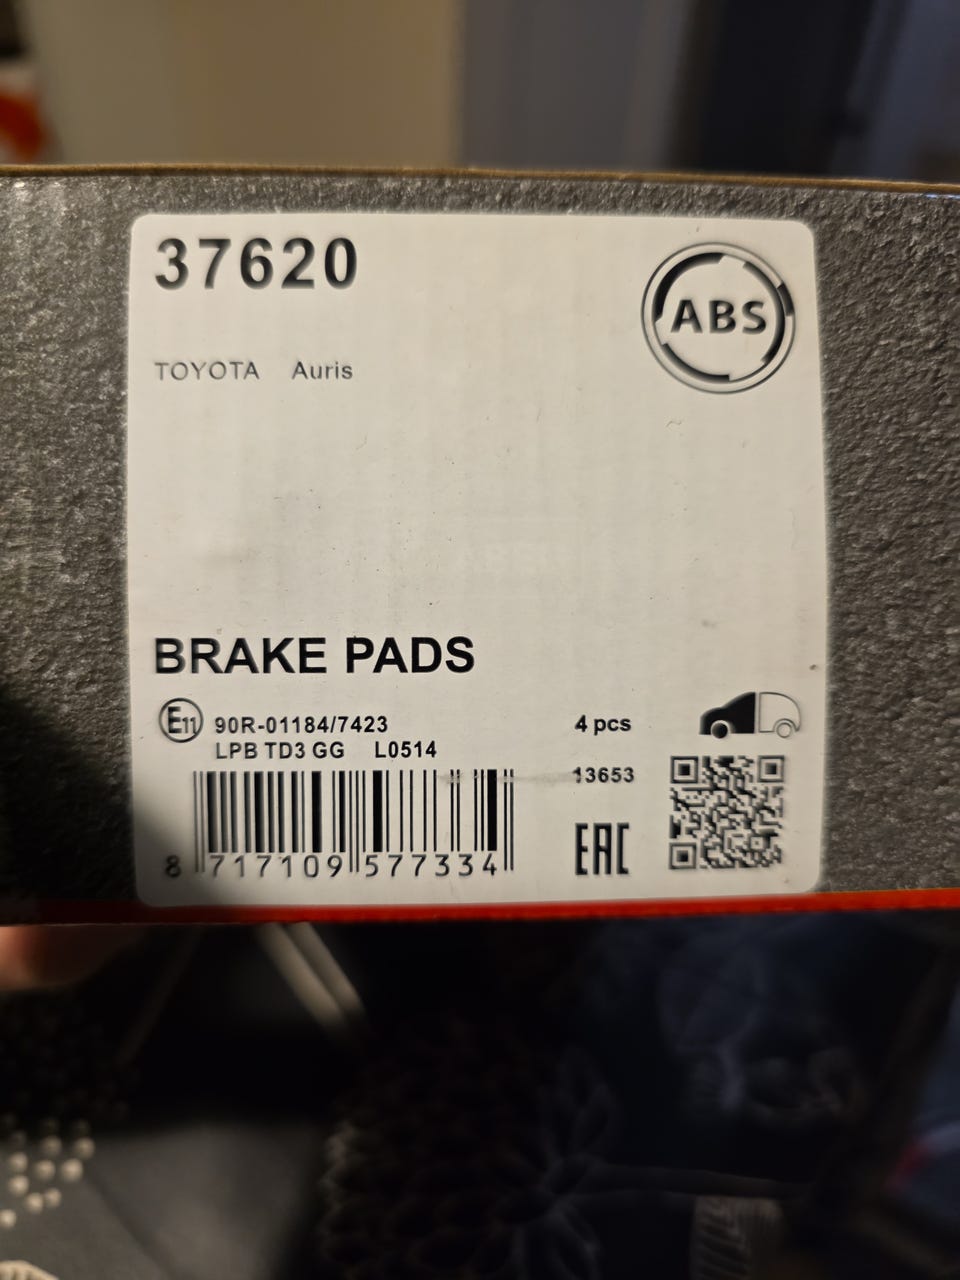 37620
ABS
TOYOTA Auris
BRAKE PADS
E11 90R-01184/7423
4 pcs
LPB TD3 GG L0514
13653
8 717109 577334
EAC